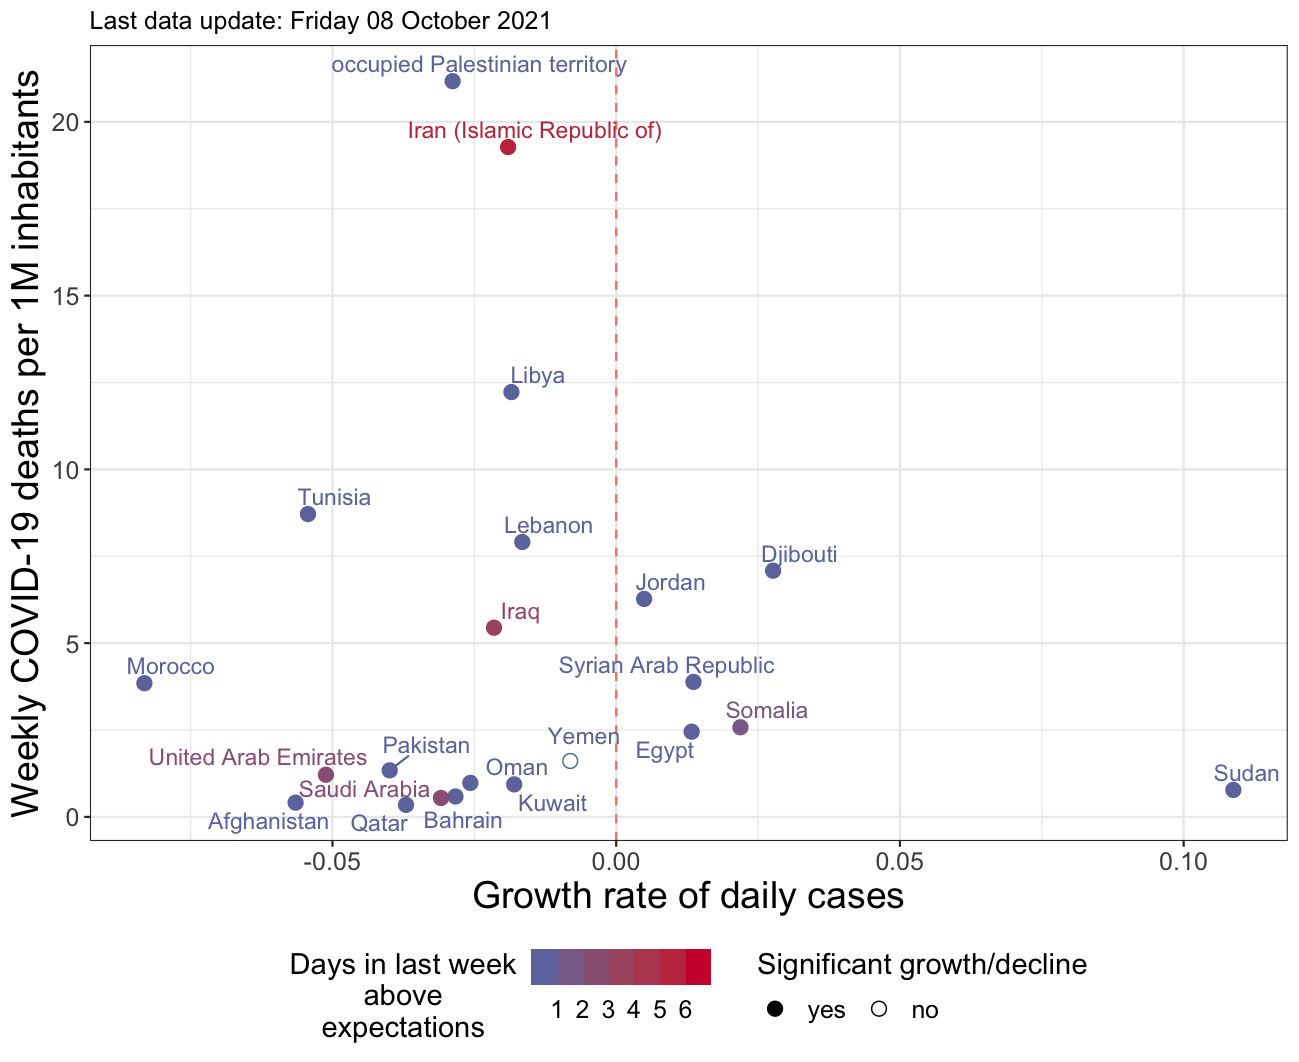 Last data update: Friday 08 October 2021
Weekly COVID-19 deaths per 1M inhabitants
20
15
10
5
0
occupied Palestinian territory
Iran (Islamic Republic of)
Libya
Tunisia
Lebanon
Djibouti
Jordan
Iraq
Morocco
Syrian Arab Republic
Somalia
Yemen
Egypt
Pakistan
United Arab Emirates
Oman
Sudan
Saudi Arabia
Kuwait
Afghanistan
Qatar
Bahrain
-0.05
0.00
0.05
0.10
Growth rate of daily cases
Days in last week
above
expectations
1 2 3 4 5 6
Significant growth/decline
yes
no